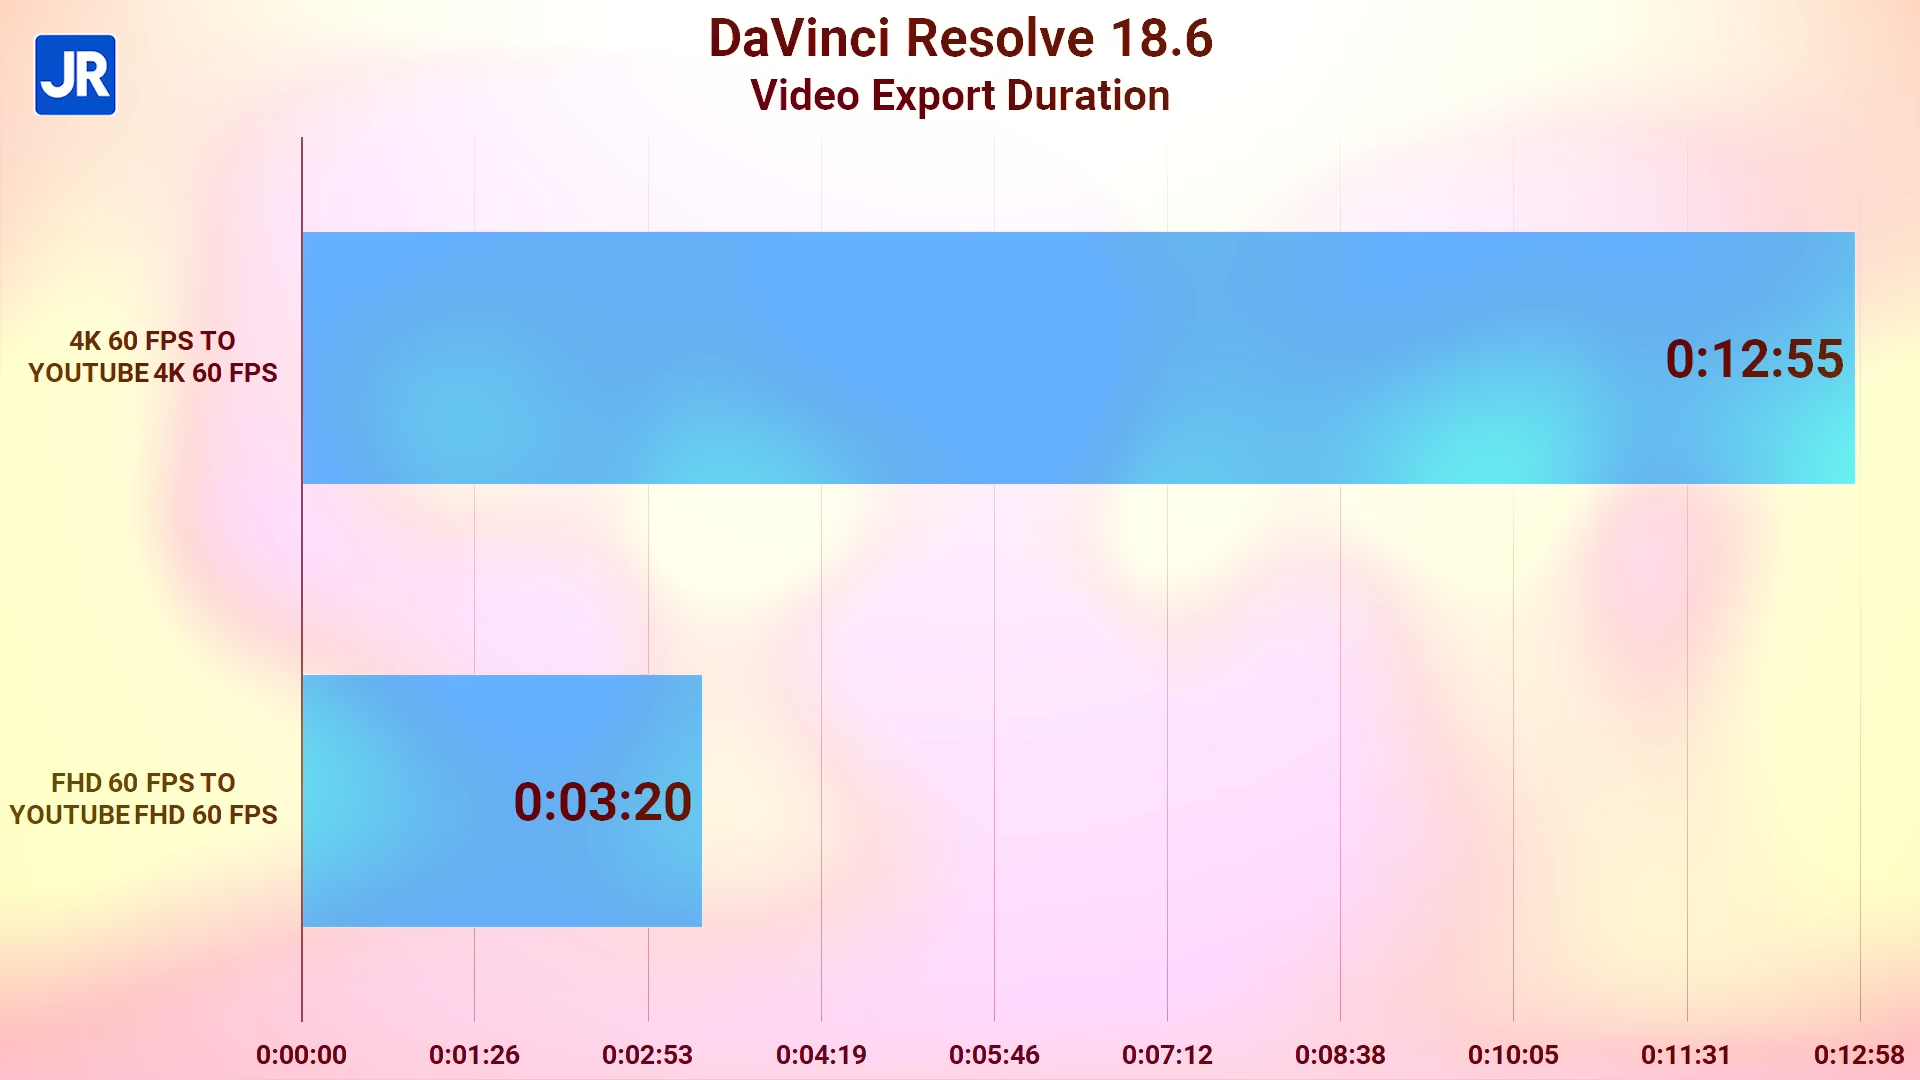 JR
DaVinci Resolve 18.6
Video Export Duration
4K 60 FPS TO
YOUTUBE 4K 60 FPS
0:12:55
FHD 60 FPS TO
YOUTUBE FHD 60 FPS
0:03:20
0:00:00 0:01:26 0:02:53 0:04:19 0:05:46 0:07:12 0:08:38 0:10:05 0:11:31 0:12:58